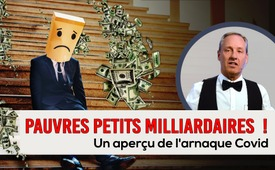 PAUVRES PETITS MILLIARDAIRES !
Un aperçu de l'arnaque Covid